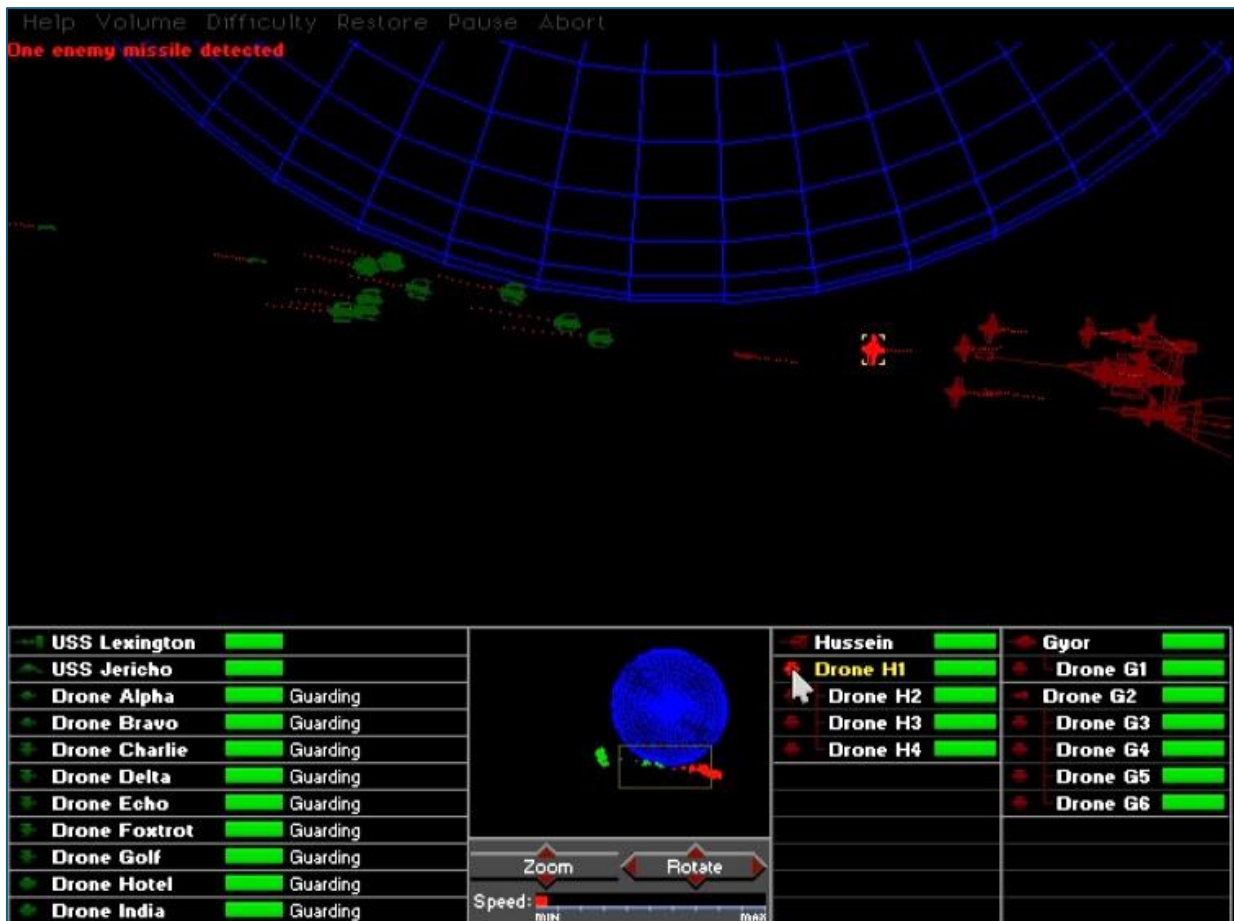 Help Volume Difficulty Restore Pause Abort
One enemy missile detected
USS Lexington
USS Jericho
Drone Alpha Guarding
Drone Bravo Guarding
Drone Charlie Guarding
Drone Delta Guarding
Drone Echo Guarding
Drone Foxtrot Guarding
Drone Golf Guarding
Drone Hotel Guarding
Drone India Guarding
Zoom Rotate
Speed:
MIN MAX
Hussein
Drone H1
Drone H2
Drone H3
Drone H4
Gyor
Drone G1
Drone G2
Drone G3
Drone G4
Drone G5
Drone G6